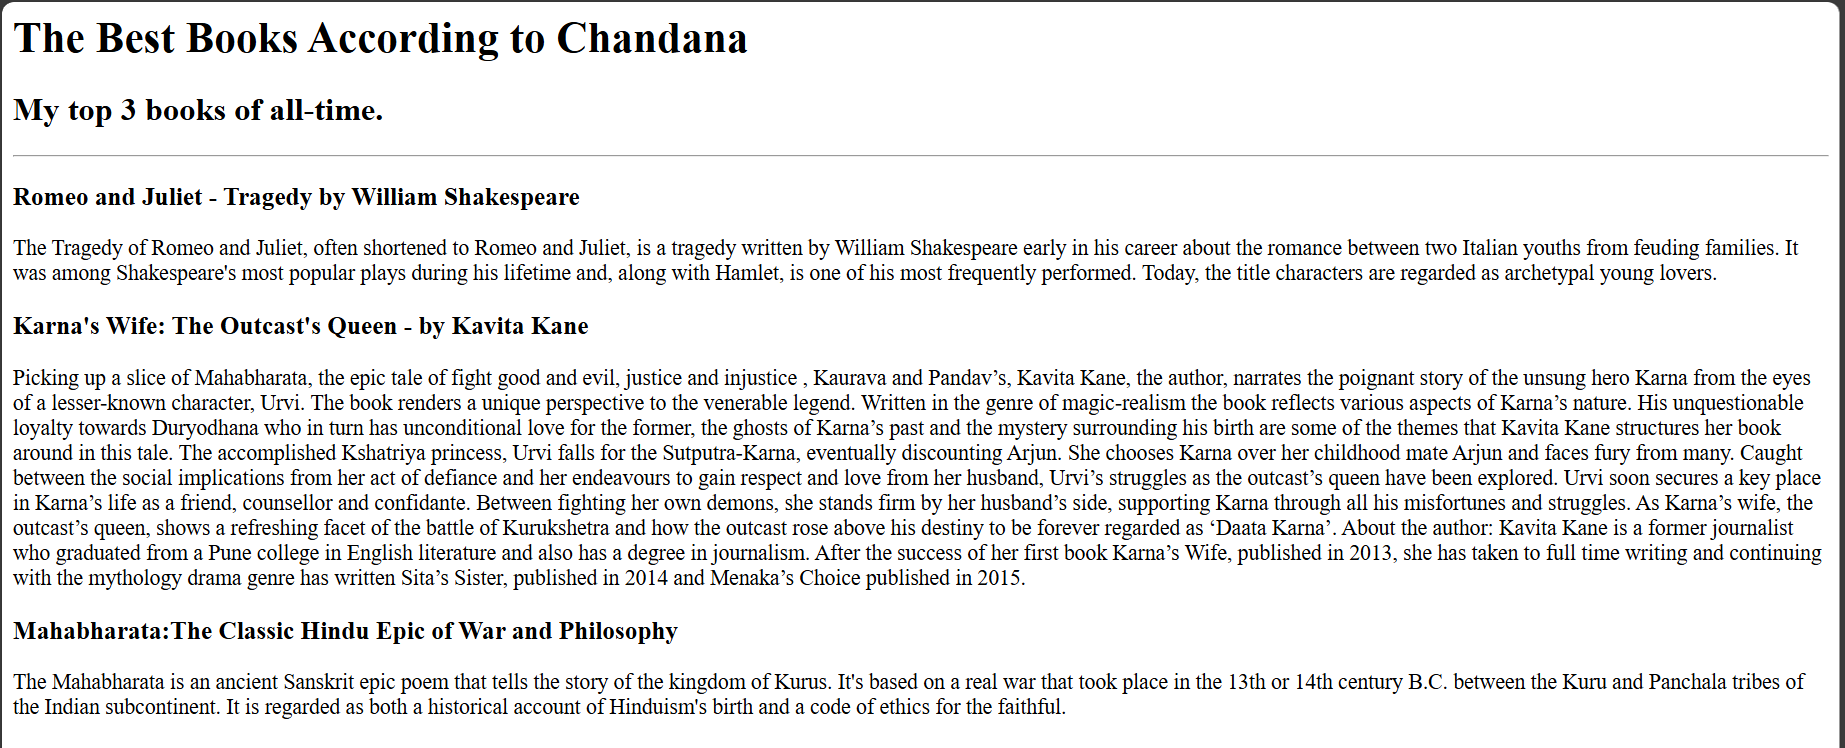 The Best Books According to Chandana
My top 3 books of all-time.
Romeo and Juliet - Tragedy by William Shakespeare
The Tragedy of Romeo and Juliet, often shortened to Romeo and Juliet, is a tragedy written by William Shakespeare early in his career about the romance between two Italian youths from feuding families. It
was among Shakespeare's most popular plays during his lifetime and, along with Hamlet, is one of his most frequently performed. Today, the title characters are regarded as archetypal young lovers.
Karna's Wife: The Outcast's Queen - by Kavita Kane
Picking up a slice of Mahabharata, the epic tale of fight good and evil, justice and injustice , Kaurava and Pandav’s, Kavita Kane, the author, narrates the poignant story of the unsung hero Karna from the eyes
of a lesser-known character, Urvi. The book renders a unique perspective to the venerable legend. Written in the genre of magic-realism the book reflects various aspects of Karna’s nature. His unquestionable
loyalty towards Duryodhana who in turn has unconditional love for the former, the ghosts of Karna’s past and the mystery surrounding his birth are some of the themes that Kavita Kane structures her book
around in this tale. The accomplished Kshatriya princess, Urvi falls for the Sutputra-Karna, eventually discounting Arjun. She chooses Karna over her childhood mate Arjun and faces fury from many. Caught
between the social implications from her act of defiance and her endeavours to gain respect and love from her husband, Urvi’s struggles as the outcast’s queen have been explored. Urvi soon secures a key place
in Karna’s life as a friend, counsellor and confidante. Between fighting her own demons, she stands firm by her husband’s side, supporting Karna through all his misfortunes and struggles. As Karna’s wife, the
outcast’s queen, shows a refreshing facet of the battle of Kurukshetra and how the outcast rose above his destiny to be forever regarded as ‘Daata Karna’. About the author: Kavita Kane is a former journalist
who graduated from a Pune college in English literature and also has a degree in journalism. After the success of her first book Karna’s Wife, published in 2013, she has taken to full time writing and continuing
with the mythology drama genre has written Sita’s Sister, published in 2014 and Menaka’s Choice published in 2015.
Mahabharata:The Classic Hindu Epic of War and Philosophy
The Mahabharata is an ancient Sanskrit epic poem that tells the story of the kingdom of Kurus. It's based on a real war that took place in the 13th or 14th century B.C. between the Kuru and Panchala tribes of
the Indian subcontinent. It is regarded as both a historical account of Hinduism's birth and a code of ethics for the faithful.